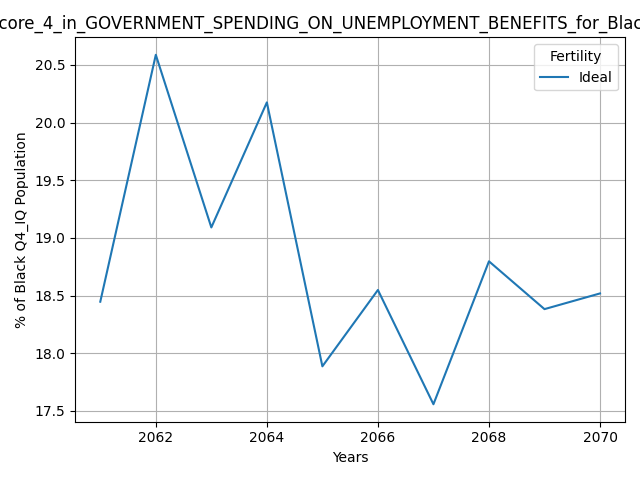 core_4_in_GOVERNMENT_SPENDING_ON_UNEMPLOYMENT_BENEFITS_for_Blac
Fertility
Ideal
20.5
20.0
19.5
19.0
18.5
18.0
17.5
% of Black Q4_IQ Population
2062 2064 2066 2068 2070
Years